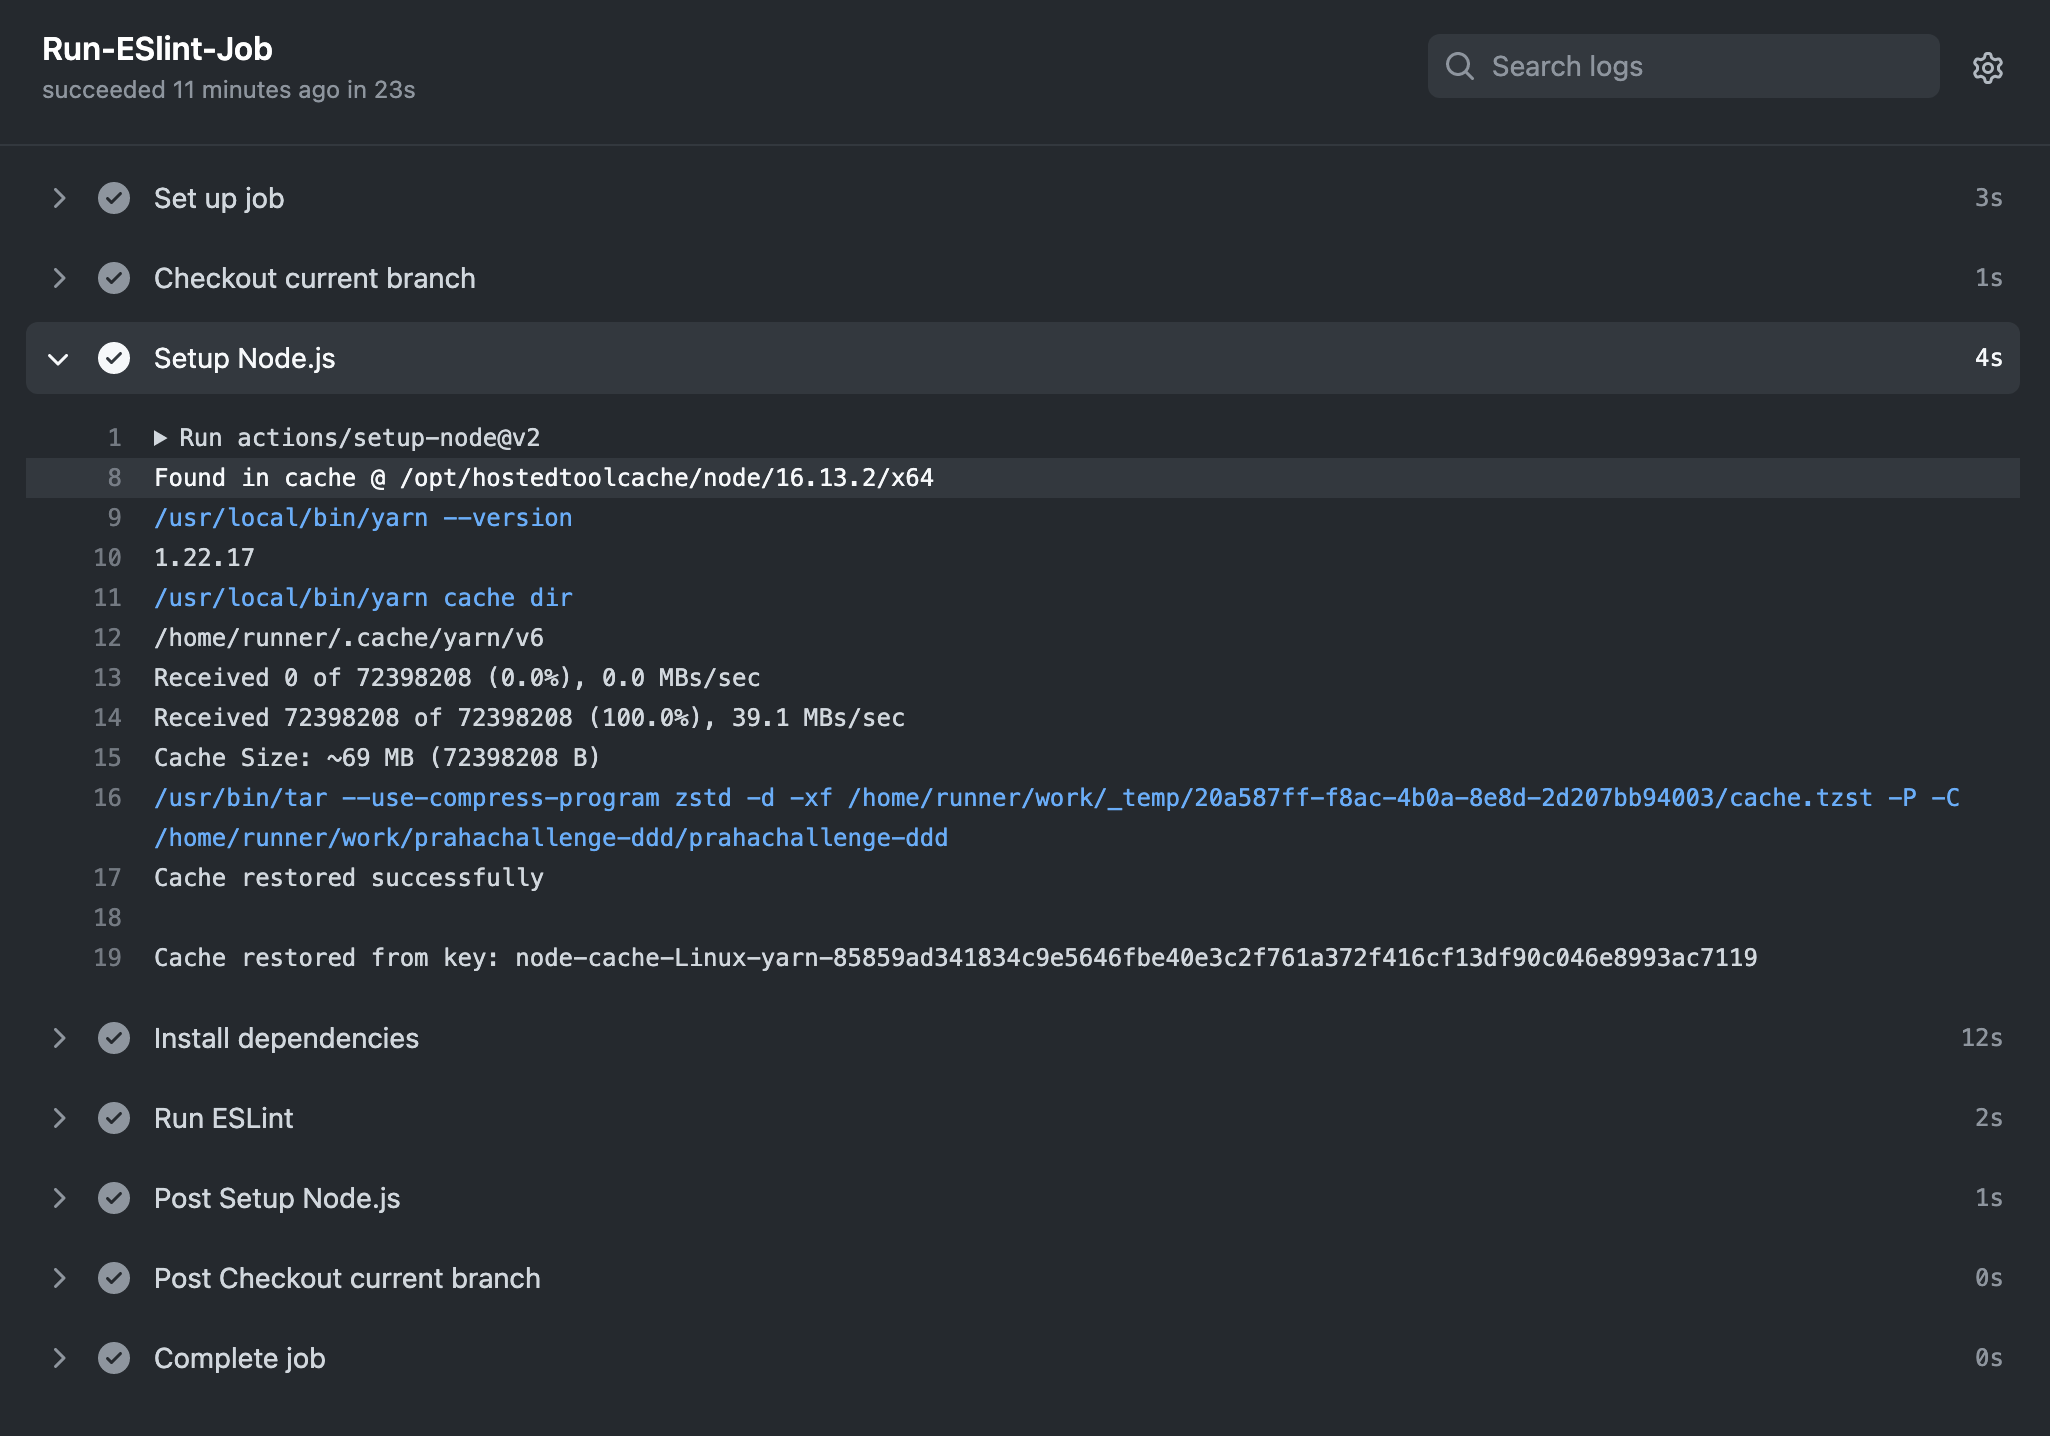 Run-ESlint-Job
succeeded 11 minutes ago in 23s
Search logs
Set up job 3s
Checkout current branch 1s
Setup Node.js 4s
1 Run actions/setup-node@v2
8 Found in cache @ /opt/hostedtoolcache/node/16.13.2/x64
9 /usr/local/bin/yarn --version
10 1.22.17
11 /usr/local/bin/yarn cache dir
12 /home/runner/.cache/yarn/v6
13 Received 0 of 72398208 (0.0%), 0.0 MBs/sec
14 Received 72398208 of 72398208 (100.0%), 39.1 MBs/sec
15 Cache Size: ~69 MB (72398208 B)
16 /usr/bin/tar --use-compress-program zstd -d -xf /home/runner/work/_temp/20a587ff-f8ac-4b0a-8e8d-2d207bb94003/cache.tzst -P -C
/home/runner/work/prahachallenge-ddd/prahachallenge-ddd
17 Cache restored successfully
18
19 Cache restored from key: node-cache-Linux-yarn-85859ad341834c9e5646fbe40e3c2f761a372f416cf13df90c046e8993ac7119
Install dependencies 12s
Run ESLint 2s
Post Setup Node.js 1s
Post Checkout current branch 0s
Complete job 0s